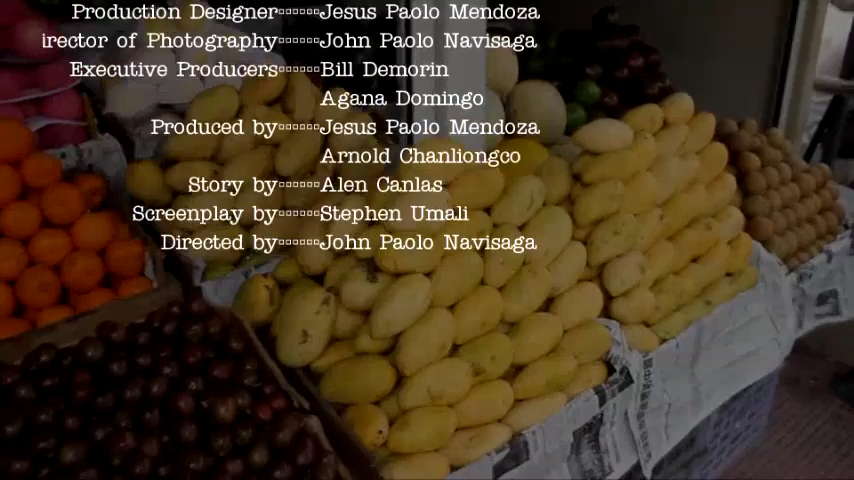 Production Designer▫▫▫▫▫▫Jesus Paolo Mendoza
irector of Photography▫▫▫▫▫▫John Paolo Navisaga
Executive Producers▫▫▫▫▫▫Bill Demorin
Agana Domingo
Produced by▫▫▫▫▫▫Jesus Paolo Mendoza
Arnold Chanliongco
Story by▫▫▫▫▫▫Alen Canlas
Screenplay by▫▫▫▫▫▫Stephen Umali
Directed by▫▫▫▫▫▫John Paolo Navisaga